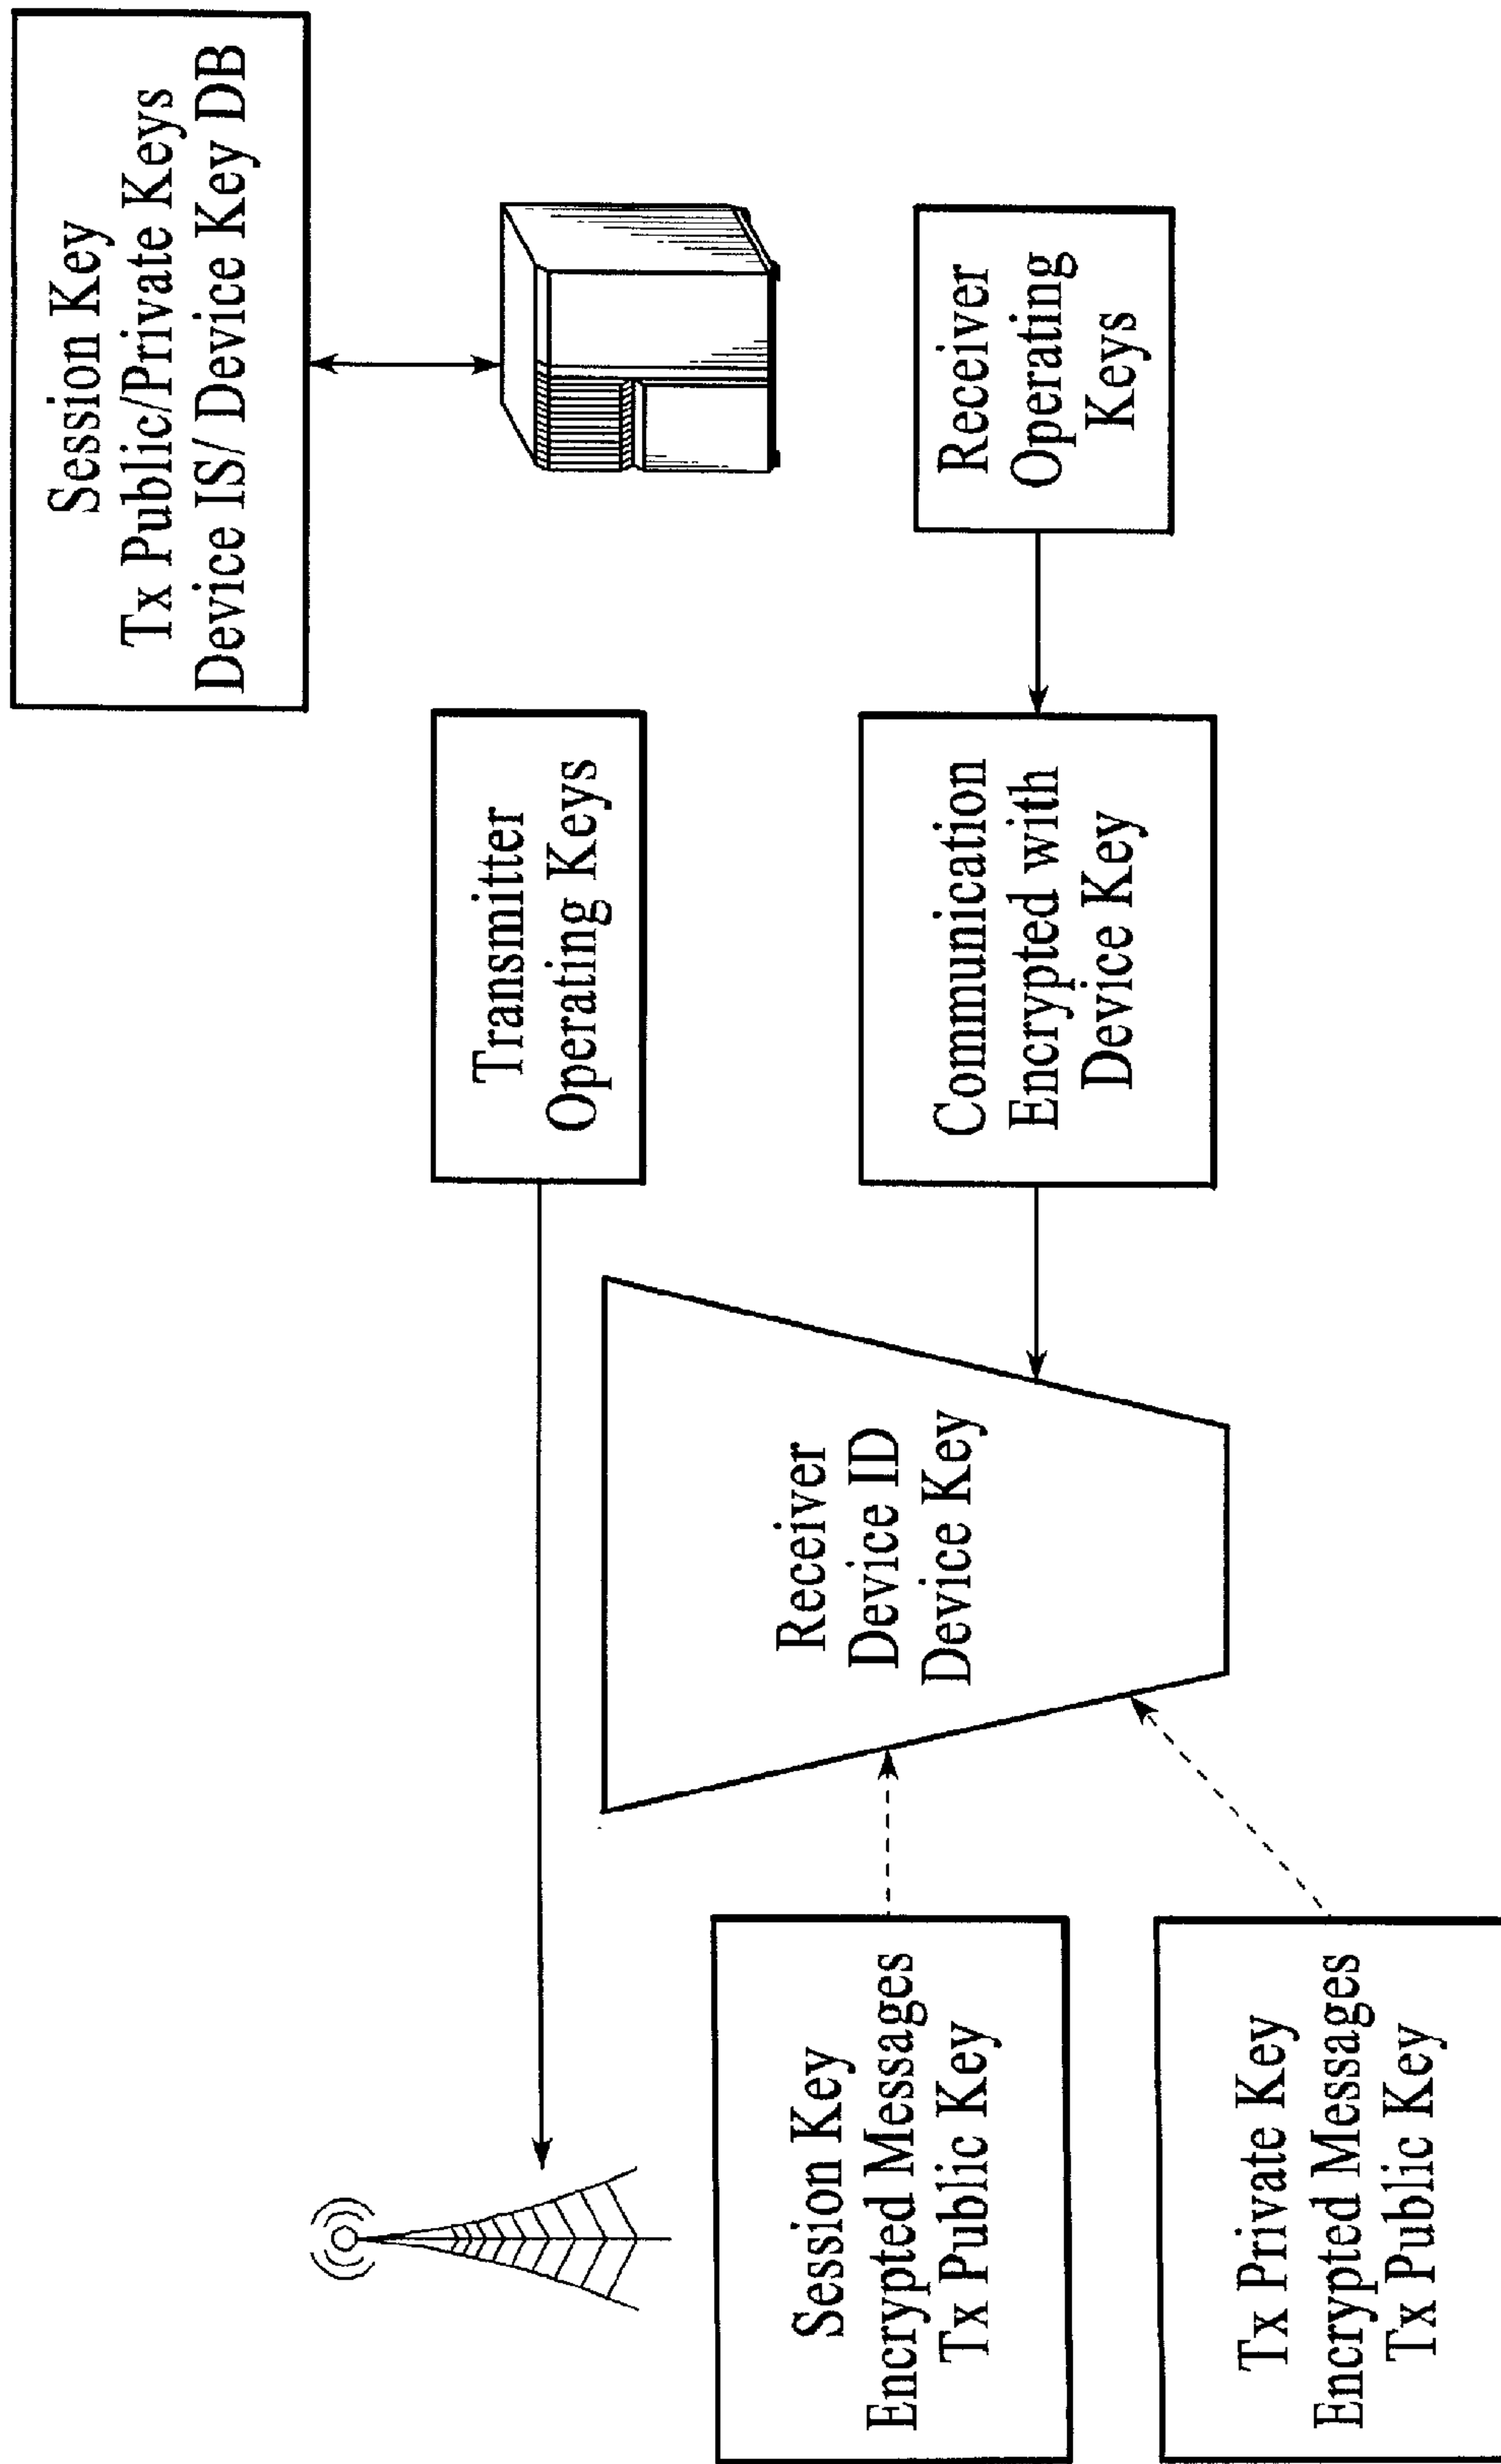 Session Key
Tx Public/Private Keys
Device IS/ Device Key DB
Transmitter
Operating Keys
Receiver
Operating
Keys
Communication
Encrypted with
Device Key
Receiver
Device ID
Device Key
Session Key
Encrypted Messages
Tx Public Key
Tx Private Key
Encrypted Messages
Tx Public Key